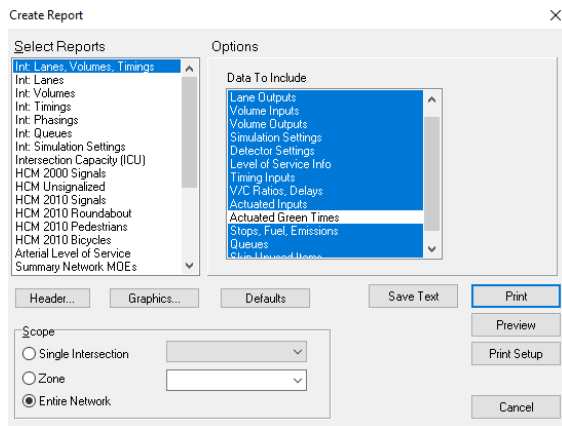 Create Report
Select Reports
Int: Lanes, Volumes, Timings
Int: Lanes
Int: Volumes
Int: Timings
Int: Phasings
Int: Queues
Int: Simulation Settings
Intersection Capacity (ICU)
HCM 2000 Signals
HCM Unsignalized
HCM 2010 Signals
HCM 2010 Roundabout
HCM 2010 Pedestrians
HCM 2010 Bicycles
Arterial Level of Service
Summary Network MOEs
Options
Data To Include
Lane Outputs
Volume Inputs
Volume Outputs
Simulation Settings
Detector Settings
Level of Service Info
Timing Inputs
V/C Ratios, Delays
Actuated Inputs
Actuated Green Times
Stops, Fuel, Emissions
Queues
Skip Unused Items
Header...
Graphics...
Defaults
Save Text
Print
Preview
Print Setup
Cancel
Scope
Single Intersection
Zone
Entire Network